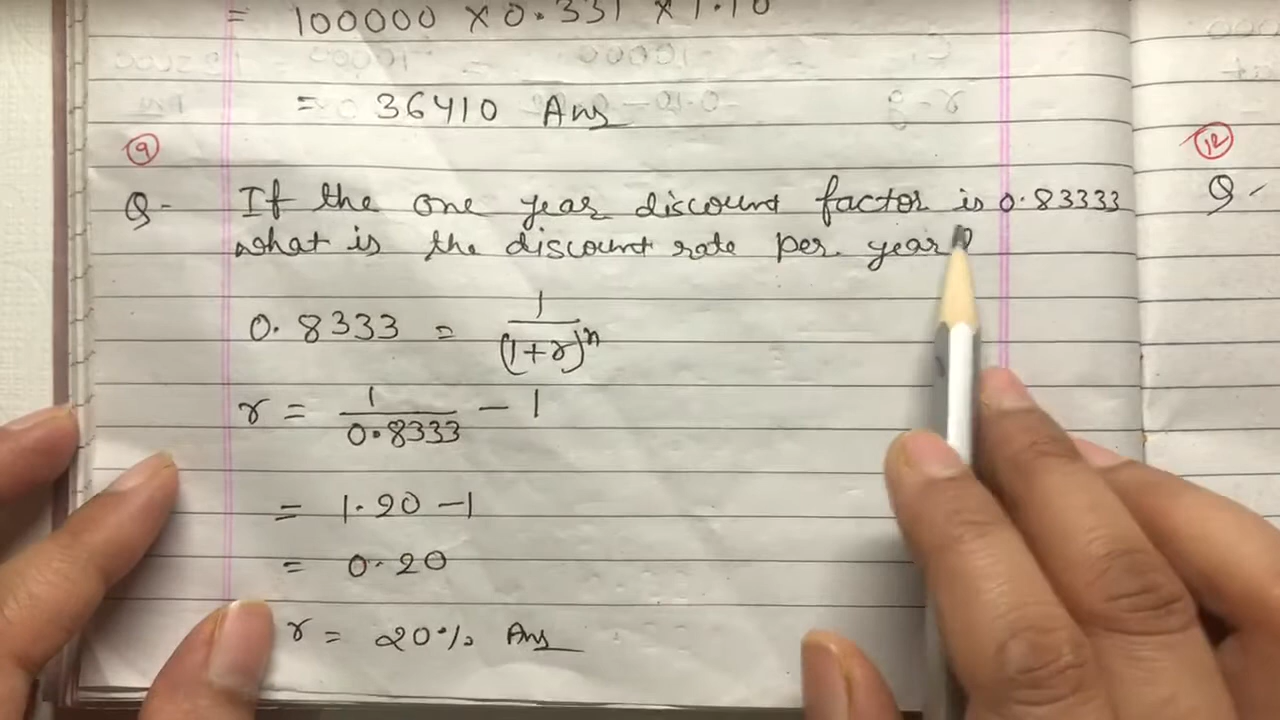 = 100000 × 0.331 × 1.10
= 36410 Ans
9
Q- If the one year discount factor is 0.83333
what is the discount rate per year?
0.8333 = 1/(1+r)^n
r = 1/0.8333 - 1
= 1.20 - 1
= 0.20
r = 20% Ans
12
Q-